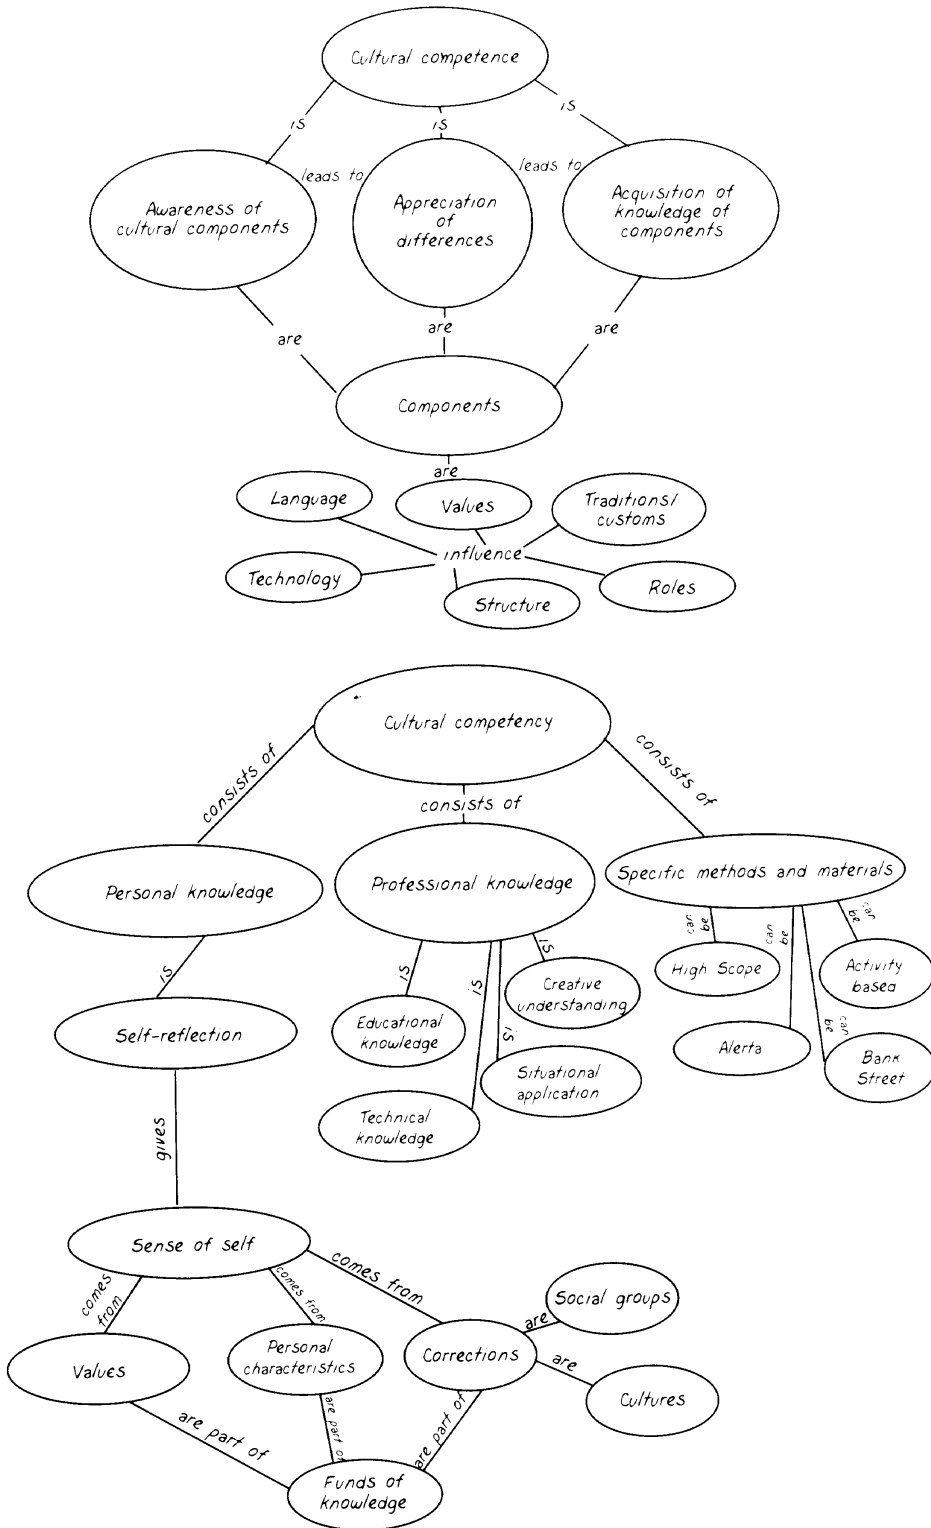 Cultural competence
is
is
is
leads to
leads to
Awareness of
cultural components
Appreciation
of
differences
Acquisition of
knowledge of
components
are
are
are
Components
are
Language
Values
Traditions/
customs
influence
Technology
Structure
Roles
Cultural competency
consists of
consists of
consists of
Personal knowledge
Professional knowledge
Specific methods and materials
is
is
is
is
is
can
be
can
be
can
be
can
be
High Scope
Activity
based
Creative
understanding
Self-reflection
Educational
knowledge
Alerta
Bank
Street
Situational
application
Technical
knowledge
gives
Sense of self
comes
from
comes from
comes from
Social groups
are
Values
Personal
characteristics
Corrections
are
Cultures
are part of
are part of
are part of
Funds of
knowledge